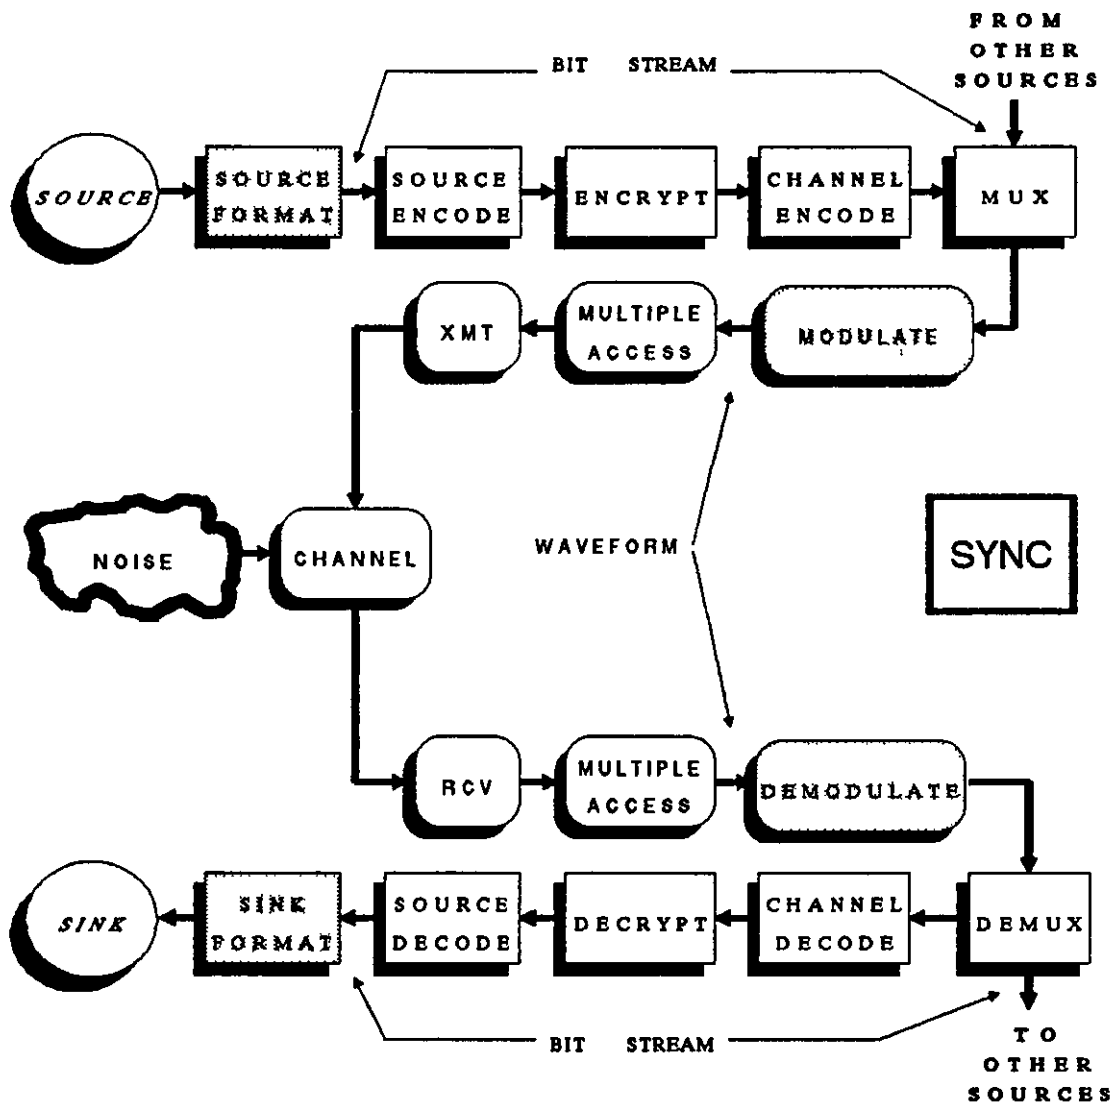 FROM
OTHER
SOURCES
BIT STREAM
SOURCE
SOURCE
FORMAT
SOURCE
ENCODE
ENCRYPT
CHANNEL
ENCODE
MUX
XMT
MULTIPLE
ACCESS
MODULATE
NOISE
CHANNEL
WAVEFORM
SYNC
RCV
MULTIPLE
ACCESS
DEMODULATE
SINK
SINK
FORMAT
SOURCE
DECODE
DECRYPT
CHANNEL
DECODE
DEMUX
BIT STREAM
TO
OTHER
SOURCES